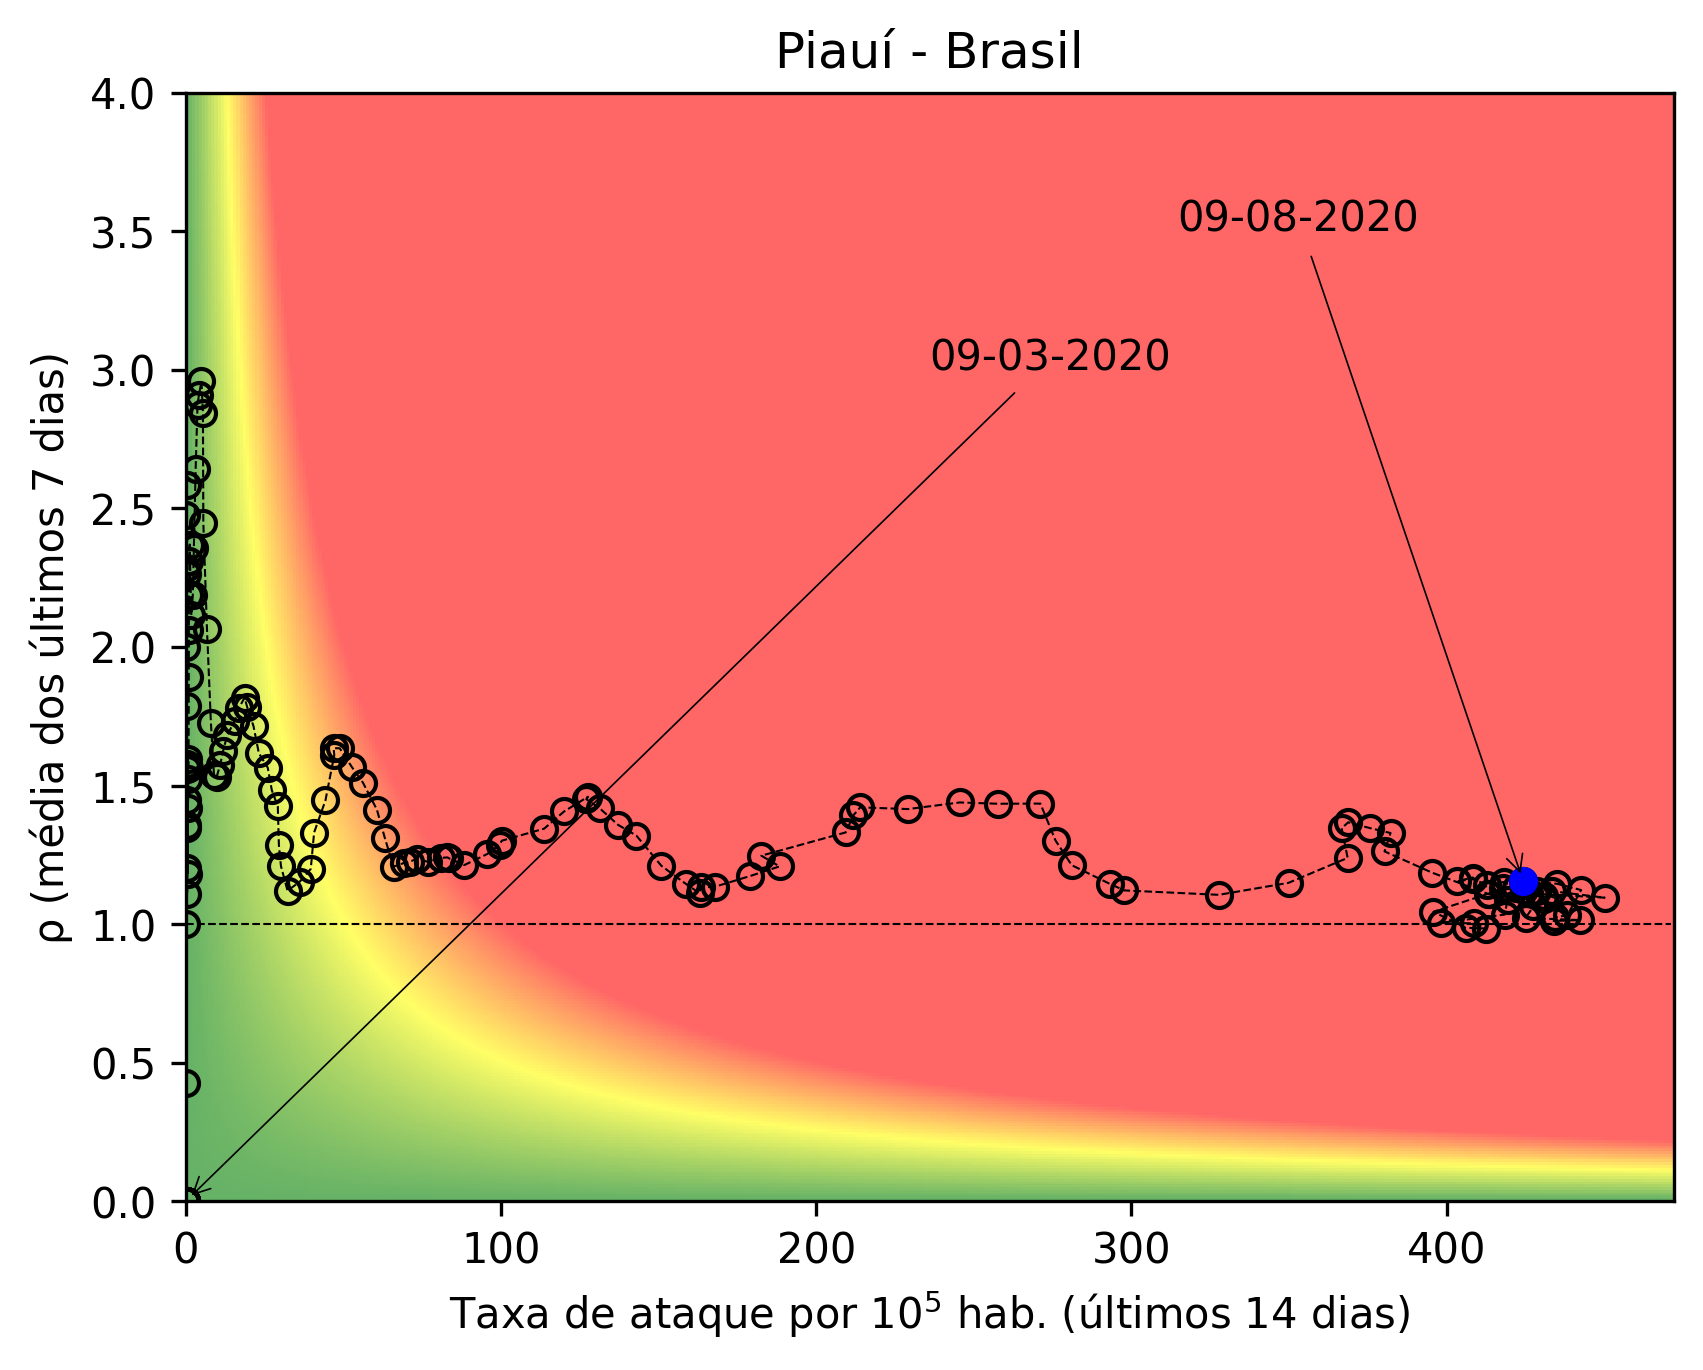 Piauí - Brasil
4.0
3.5
3.0
2.5
2.0
1.5
1.0
0.5
0.0
ρ (média dos últimos 7 dias)
09-08-2020
09-03-2020
0 100 200 300 400
Taxa de ataque por 10⁵ hab. (últimos 14 dias)